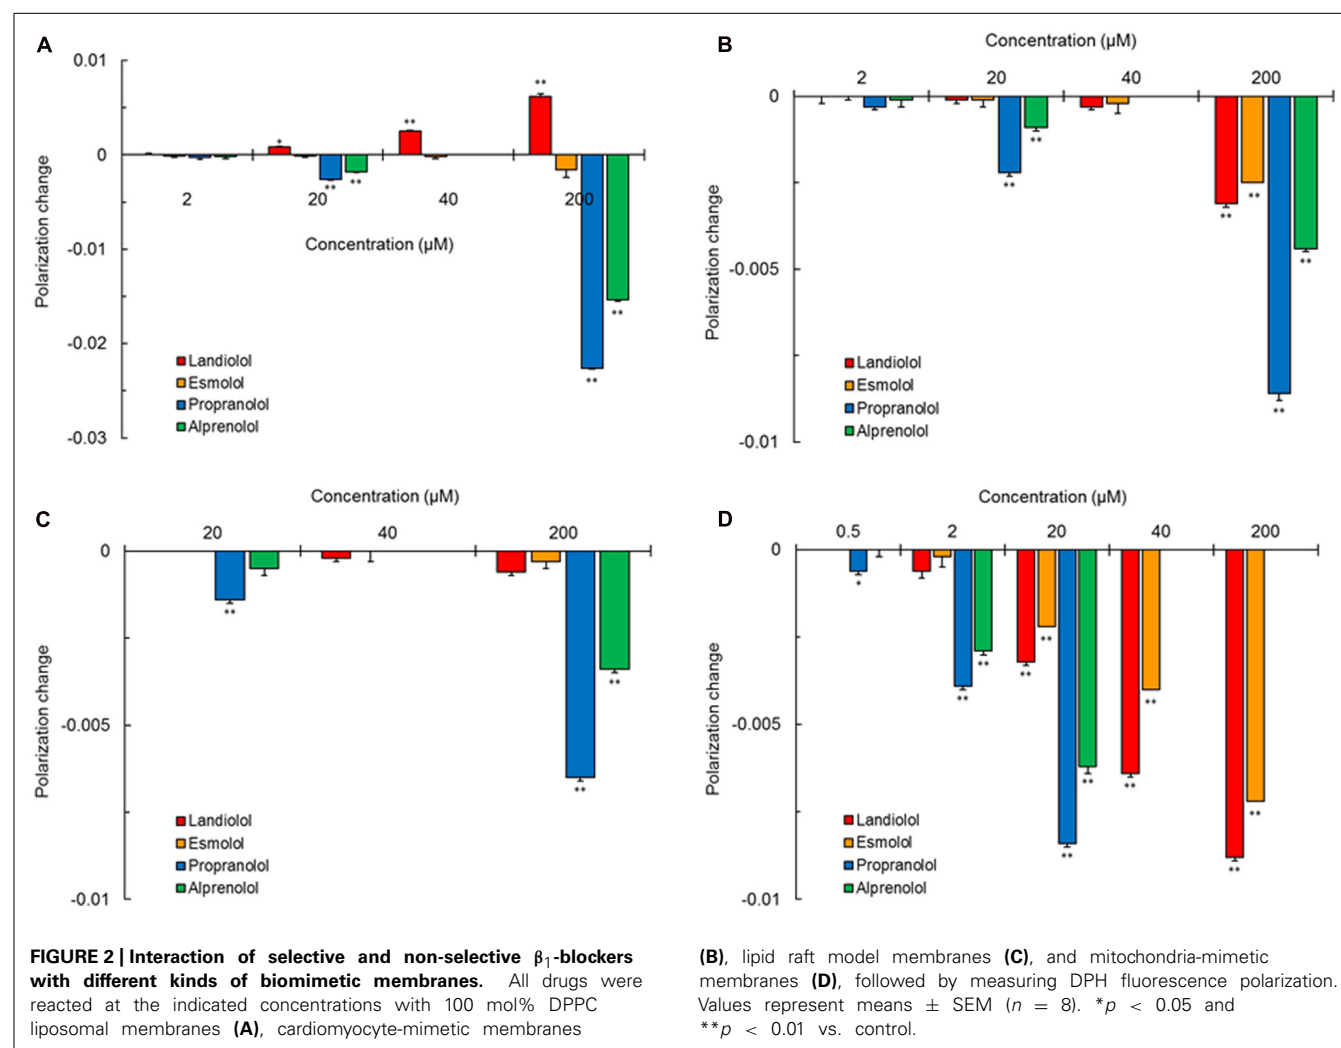 A
0.01
0
-0.01
-0.02
-0.03
Polarization change
2
20
40
200
Concentration (µM)
*
**
**
**
**
**
**
Landiolol
Esmolol
Propranolol
Alprenolol
B
Concentration (µM)
2
20
40
200
0
-0.005
-0.01
Polarization change
**
**
**
**
**
**
Landiolol
Esmolol
Propranolol
Alprenolol
C
Concentration (µM)
20
40
200
0
-0.005
-0.01
Polarization change
**
**
**
Landiolol
Esmolol
Propranolol
Alprenolol
D
Concentration (µM)
0.5
2
20
40
200
0
-0.005
-0.01
Polarization change
*
**
**
**
**
**
**
**
**
**
**
Landiolol
Esmolol
Propranolol
Alprenolol
FIGURE 2 | Interaction of selective and non-selective β₁-blockers
with different kinds of biomimetic membranes. All drugs were
reacted at the indicated concentrations with 100 mol% DPPC
liposomal membranes (A), cardiomyocyte-mimetic membranes
(B), lipid raft model membranes (C), and mitochondria-mimetic
membranes (D), followed by measuring DPH fluorescence polarization.
Values represent means ± SEM (n = 8). *p < 0.05 and
**p < 0.01 vs. control.